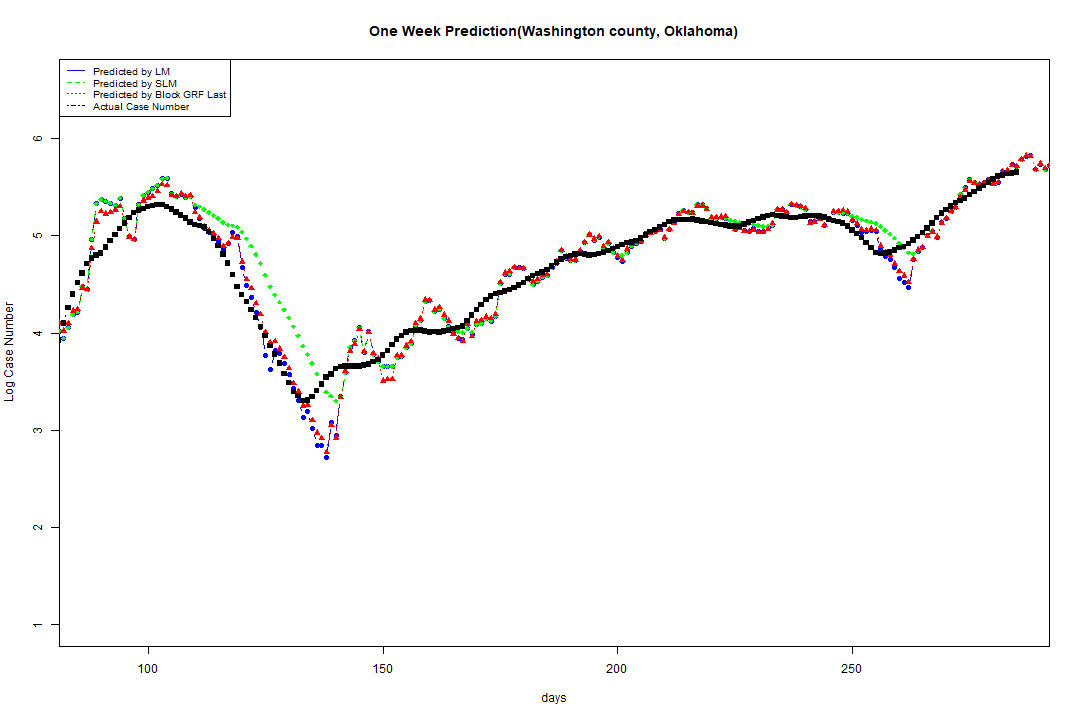 One Week Prediction(Washington county, Oklahoma)
Predicted by LM
Predicted by SLM
Predicted by Block GRF Last
Actual Case Number
6
5
4
3
2
1
Log Case Number
100 150 200 250
days